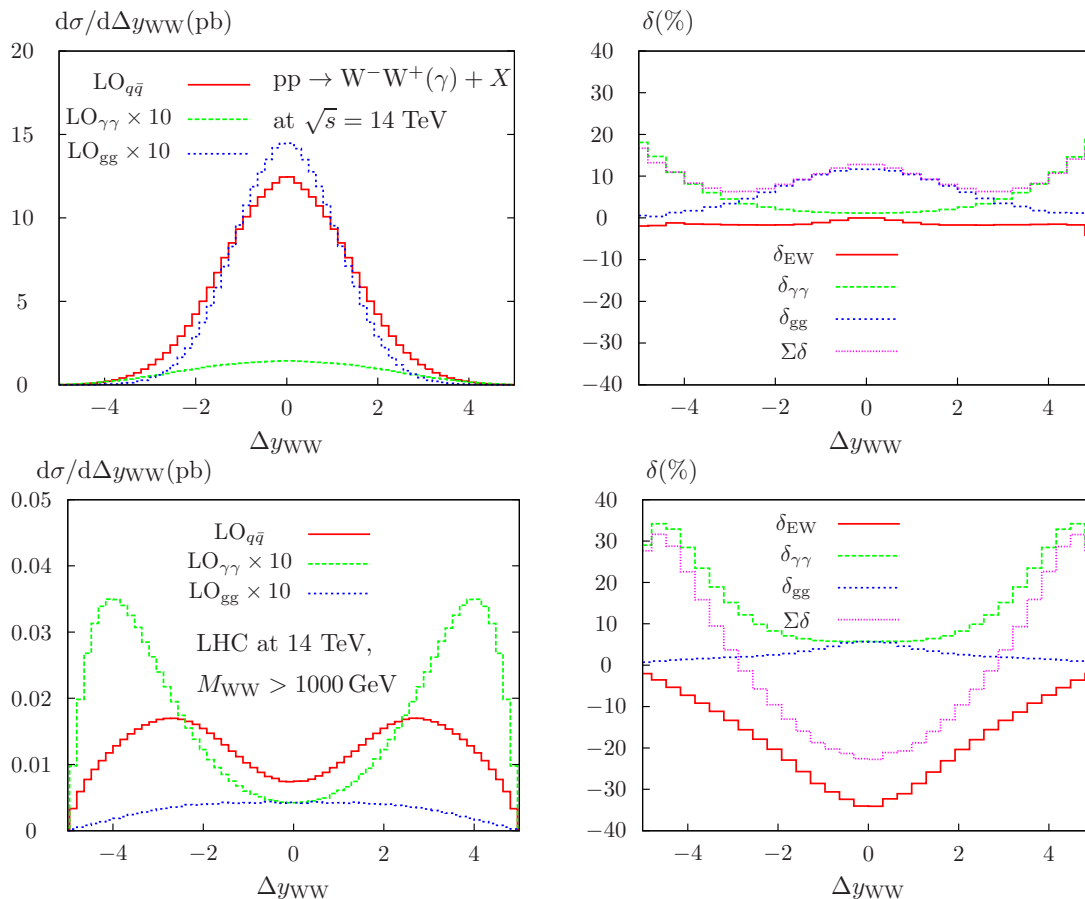 dσ/dΔy_WW(pb)
20
15
10
5
0
LO_qq̄
LO_γγ × 10
LO_gg × 10
pp → W⁻W⁺(γ) + X
at √s = 14 TeV
−4 −2 0 2 4
Δy_WW
δ(%)
40
30
20
10
0
−10
−20
−30
−40
δ_EW
δ_γγ
δ_gg
Σδ
−4 −2 0 2 4
Δy_WW
dσ/dΔy_WW(pb)
0.05
0.04
0.03
0.02
0.01
0
LO_qq̄
LO_γγ × 10
LO_gg × 10
LHC at 14 TeV,
M_WW > 1000 GeV
−4 −2 0 2 4
Δy_WW
δ(%)
40
30
20
10
0
−10
−20
−30
−40
δ_EW
δ_γγ
δ_gg
Σδ
−4 −2 0 2 4
Δy_WW